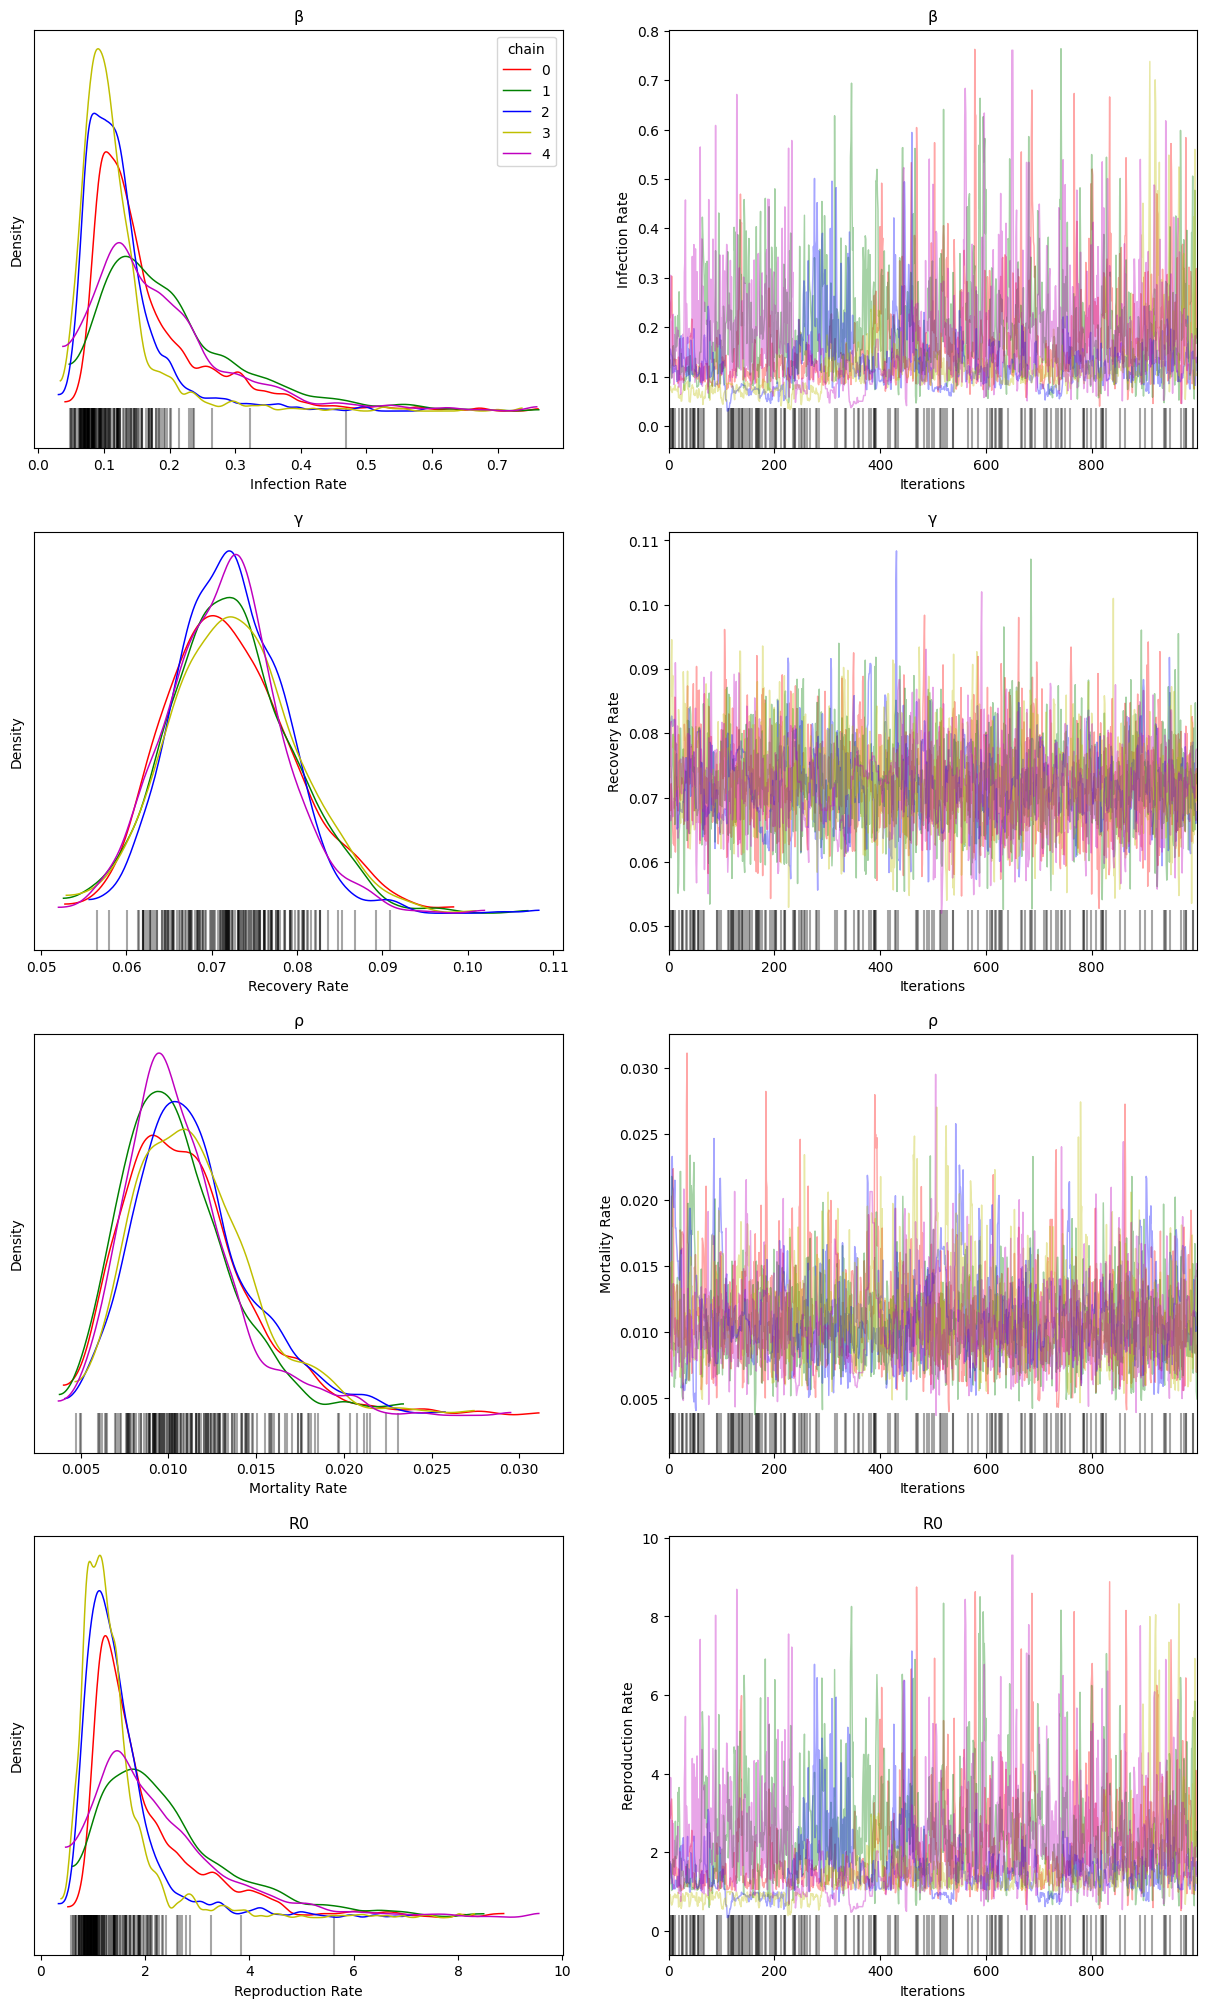 β
β
chain
0
1
2
3
4
Density
0.0 0.1 0.2 0.3 0.4 0.5 0.6 0.7
Infection Rate
Infection Rate
0.8
0.7
0.6
0.5
0.4
0.3
0.2
0.1
0.0
0 200 400 600 800
Iterations
γ
γ
Density
0.05 0.06 0.07 0.08 0.09 0.10 0.11
Recovery Rate
Recovery Rate
0.11
0.10
0.09
0.08
0.07
0.06
0.05
0 200 400 600 800
Iterations
ρ
ρ
Density
0.005 0.010 0.015 0.020 0.025 0.030
Mortality Rate
Mortality Rate
0.030
0.025
0.020
0.015
0.010
0.005
0 200 400 600 800
Iterations
R0
R0
Density
0 2 4 6 8 10
Reproduction Rate
Reproduction Rate
10
8
6
4
2
0
0 200 400 600 800
Iterations